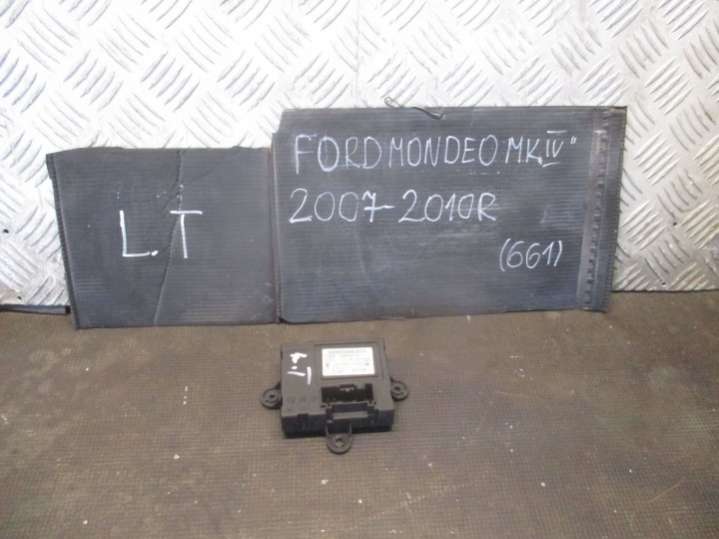 L.T
FORD MONDEO MK IV"
2007-2010R
(661)